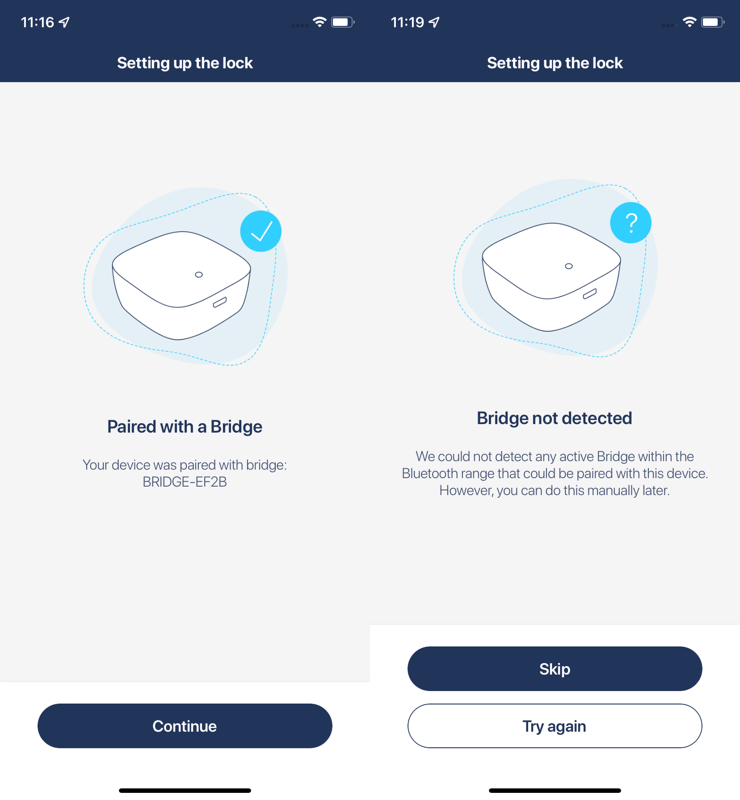 11:16
Setting up the lock
Paired with a Bridge
Your device was paired with bridge:
BRIDGE-EF2B
Continue
11:19
Setting up the lock
?
Bridge not detected
We could not detect any active Bridge within the
Bluetooth range that could be paired with this device.
However, you can do this manually later.
Skip
Try again